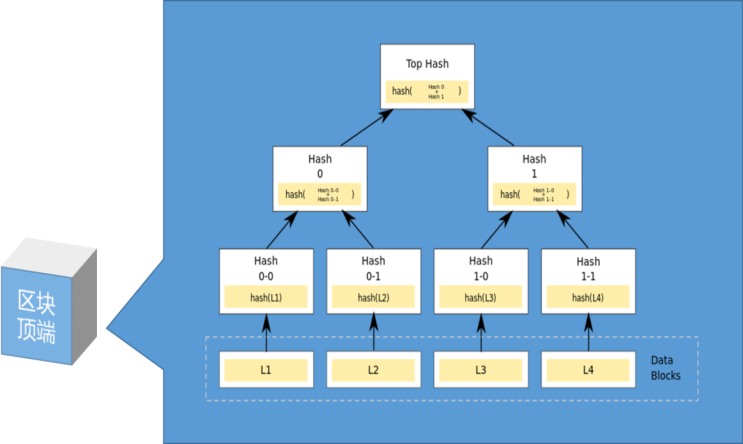 Top Hash
hash( Hash 0 + Hash 1 )
Hash
0
hash( Hash 0-0 + Hash 0-1 )
Hash
1
hash( Hash 1-0 + Hash 1-1 )
Hash
0-0
hash(L1)
Hash
0-1
hash(L2)
Hash
1-0
hash(L3)
Hash
1-1
hash(L4)
区块
顶端
L1
L2
L3
L4
Data
Blocks